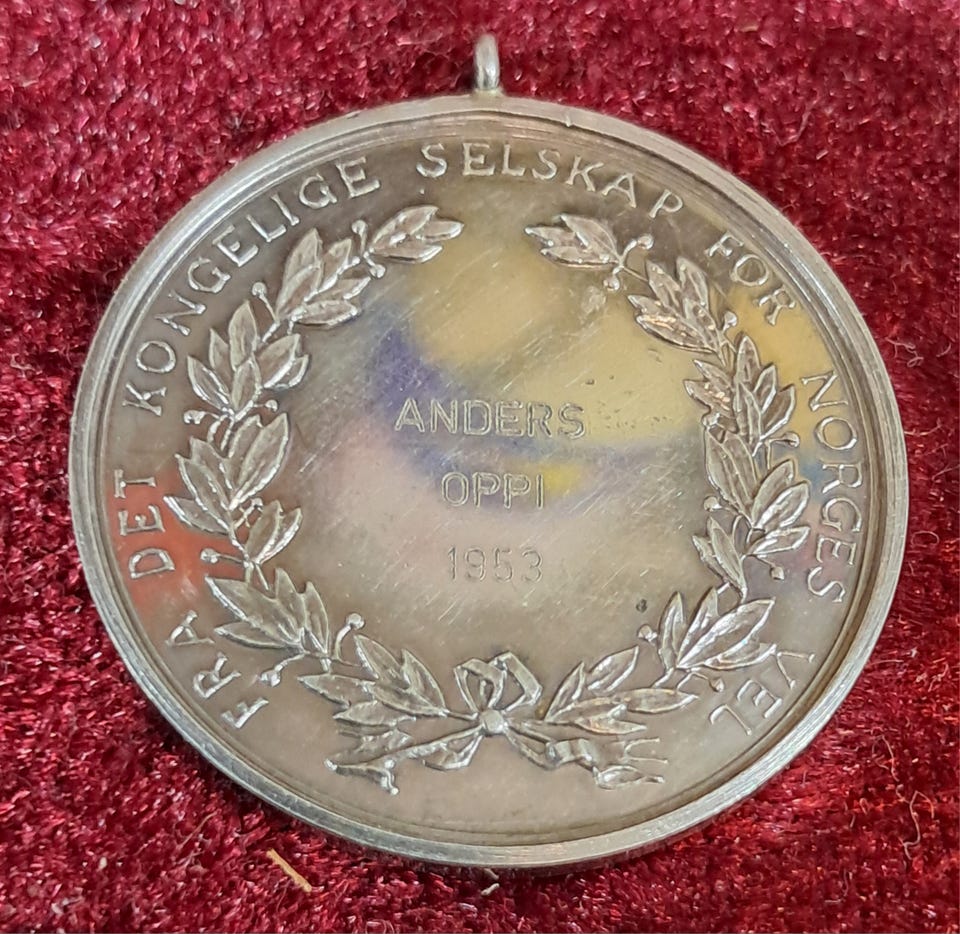 FRA DET KONGELIGE SELSKAP FOR NORGES VEL
ANDERS
OPPI
1953